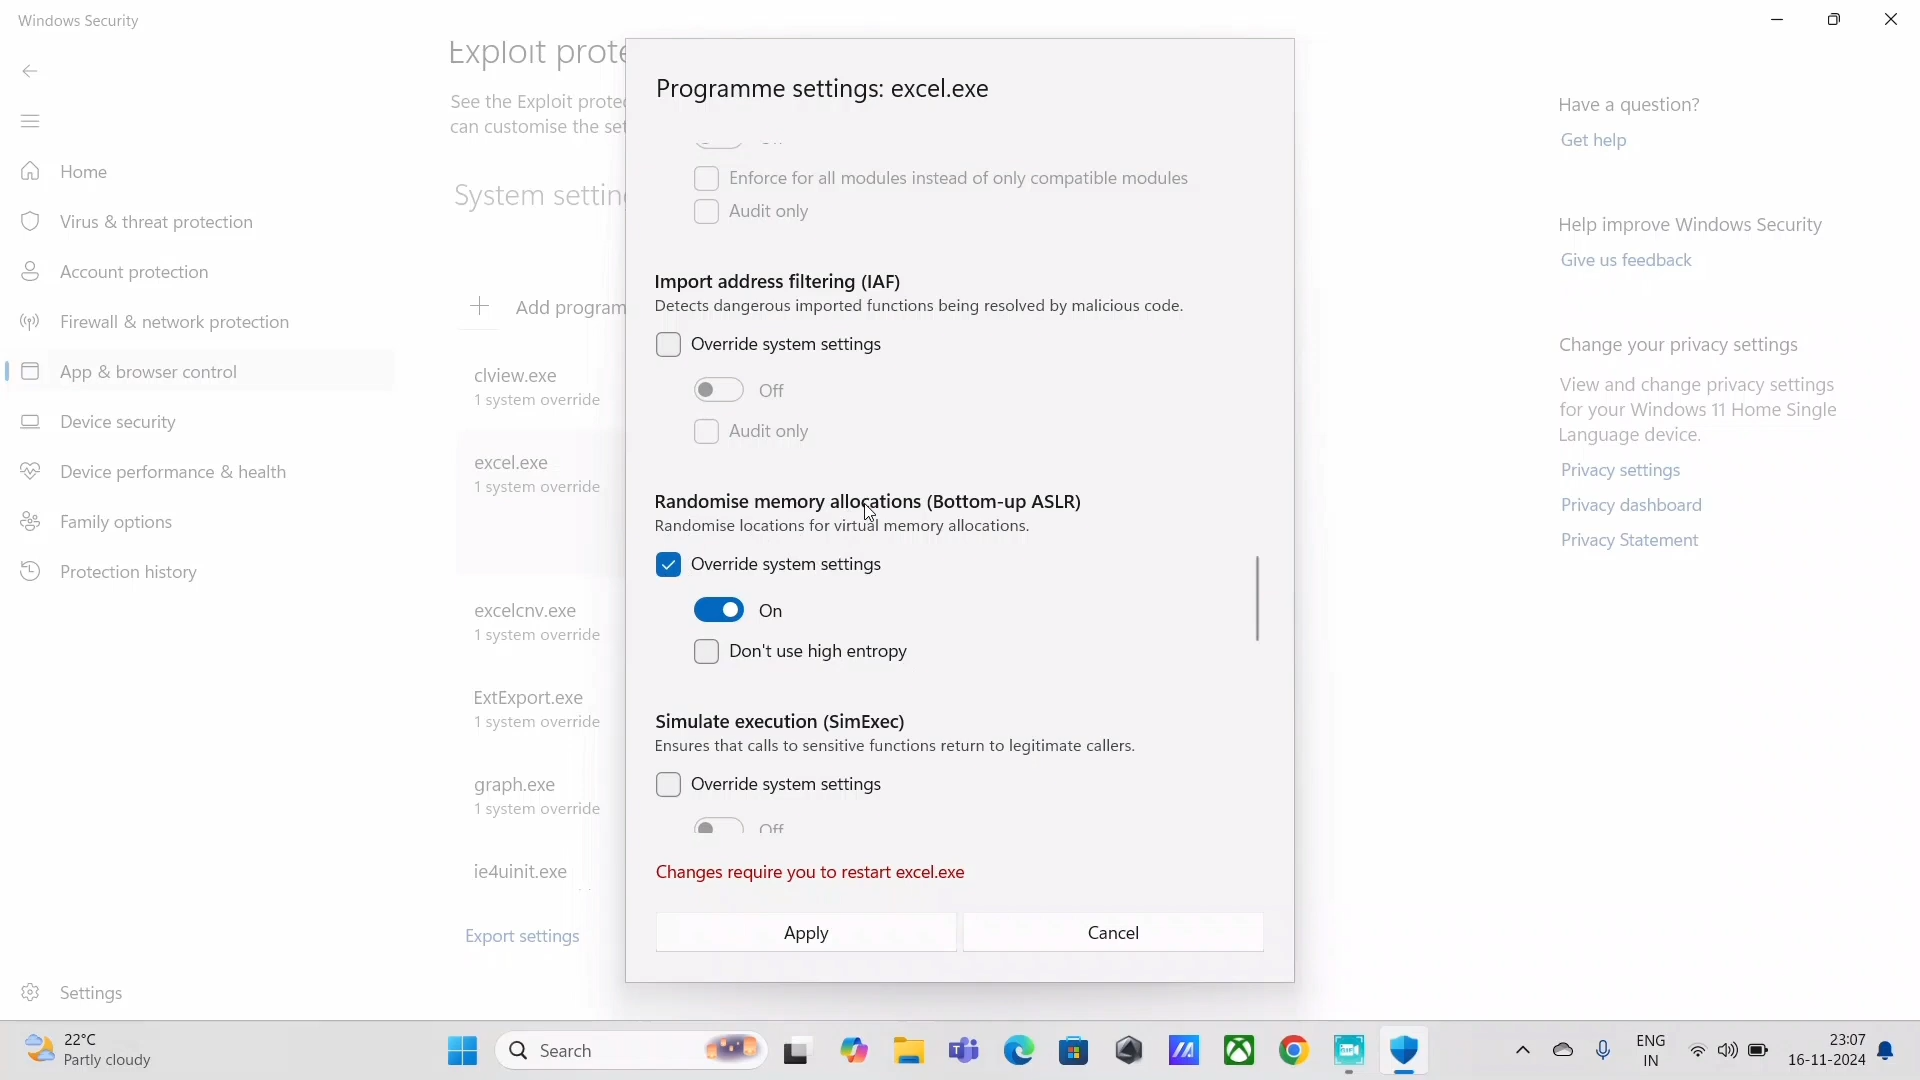 Windows Security
Exploit prote
See the Exploit protec
can customise the set
System setting
Add program
clview.exe
1 system override
excel.exe
1 system override
excelcnv.exe
1 system override
ExtExport.exe
1 system override
graph.exe
1 system override
ie4uinit.exe
Export settings
Home
Virus & threat protection
Account protection
Firewall & network protection
App & browser control
Device security
Device performance & health
Family options
Protection history
Settings
Programme settings: excel.exe
Enforce for all modules instead of only compatible modules
Audit only
Import address filtering (IAF)
Detects dangerous imported functions being resolved by malicious code.
Override system settings
Off
Audit only
Randomise memory allocations (Bottom-up ASLR)
Randomise locations for virtual memory allocations.
Override system settings
On
Don't use high entropy
Simulate execution (SimExec)
Ensures that calls to sensitive functions return to legitimate callers.
Override system settings
Off
Changes require you to restart excel.exe
Apply
Cancel
Have a question?
Get help
Help improve Windows Security
Give us feedback
Change your privacy settings
View and change privacy settings
for your Windows 11 Home Single
Language device.
Privacy settings
Privacy dashboard
Privacy Statement
22°C
Partly cloudy
Search
ENG
IN
23:07
16-11-2024